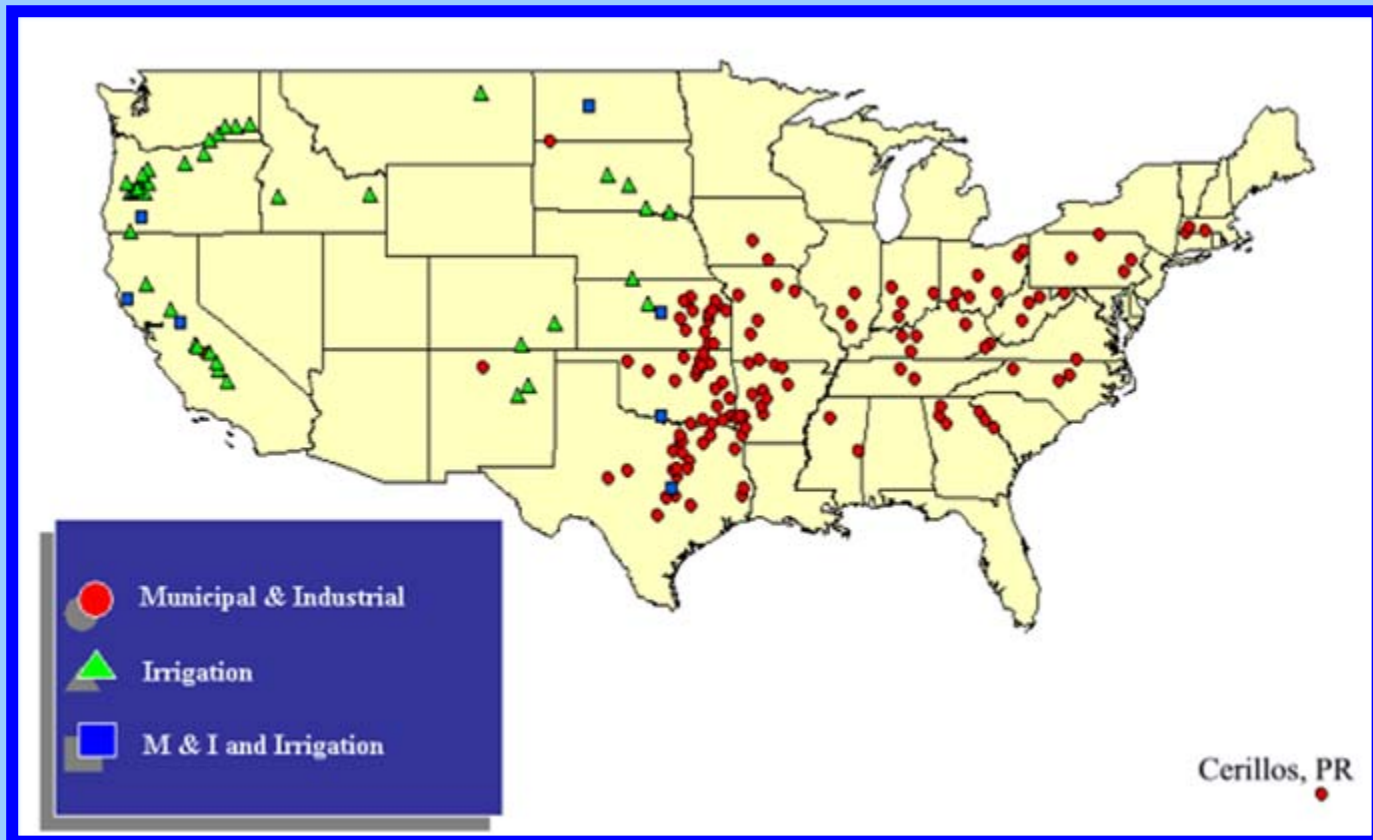 Municipal & Industrial
Irrigation
M & I and Irrigation
Cerillos, PR